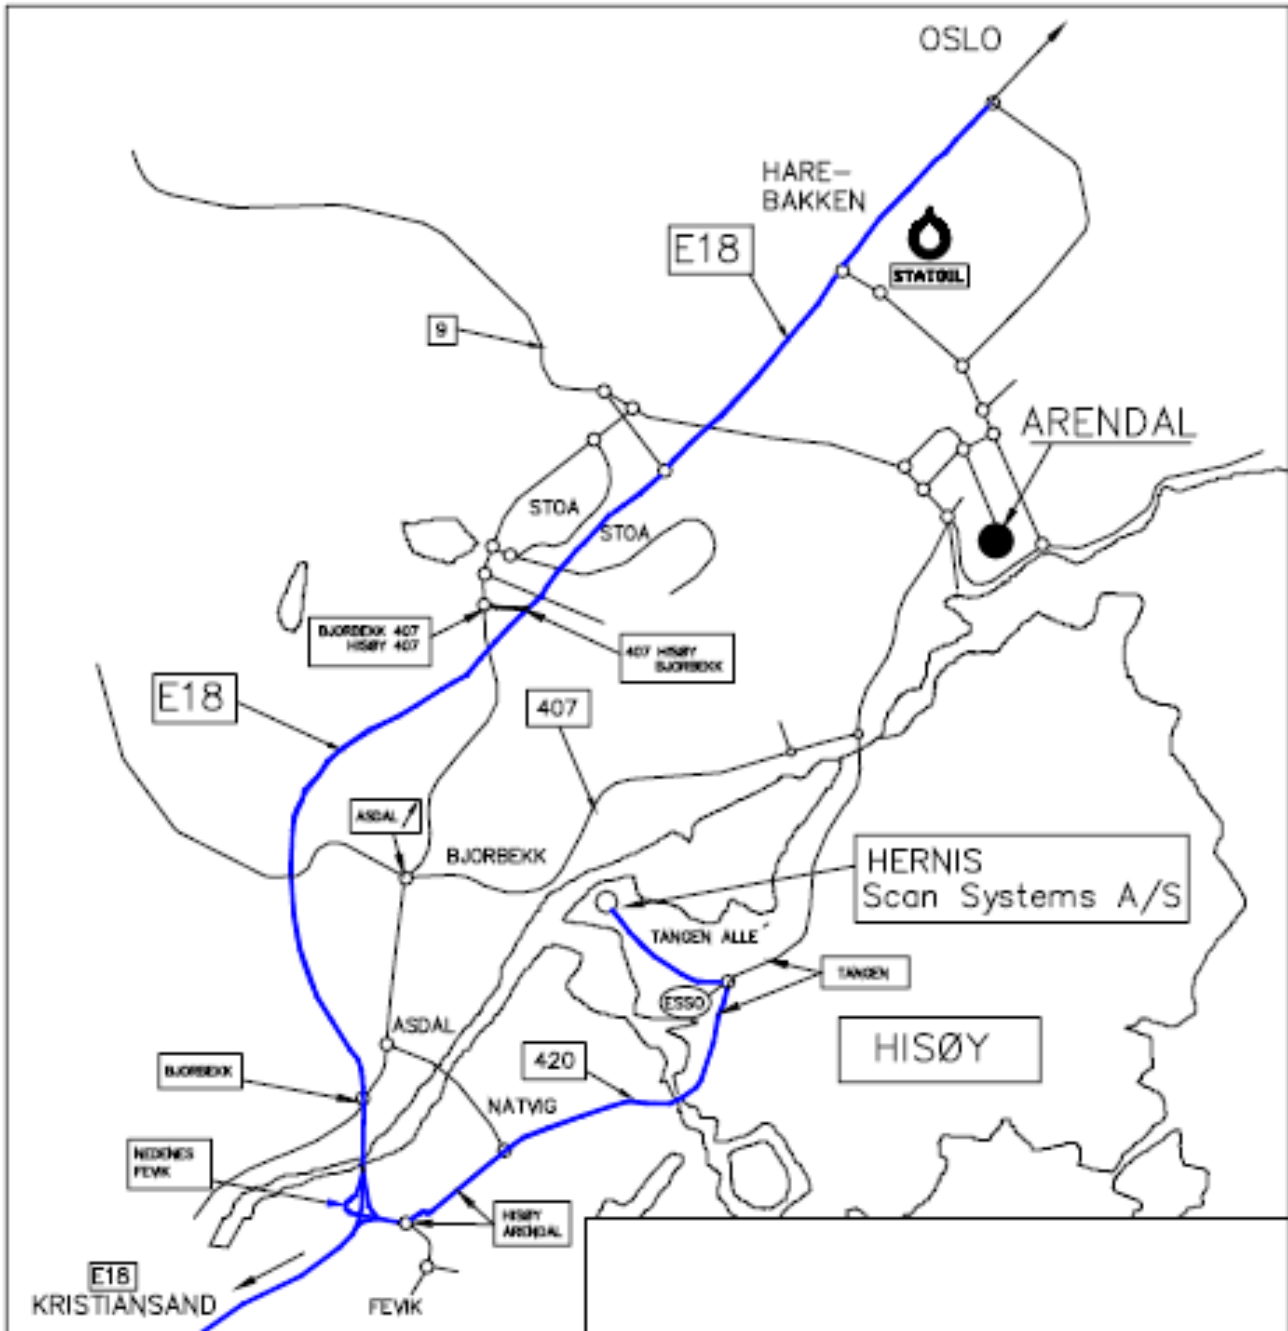 OSLO
HARE-
BAKKEN
E18
STATOIL
9
ARENDAL
STOA
STOA
BJORBEKK 407
HISØY 407
407 HISØY
BJORBEKK
E18
407
ASDAL
BJORBEKK
HERNIS
Scan Systems A/S
TANGEN ALLE´
TANGEN
ESSO
HISØY
ASDAL
420
BJORBEKK
NATVIG
NEDENES
FEVIK
HISØY
ARENDAL
E18
KRISTIANSAND
FEVIK